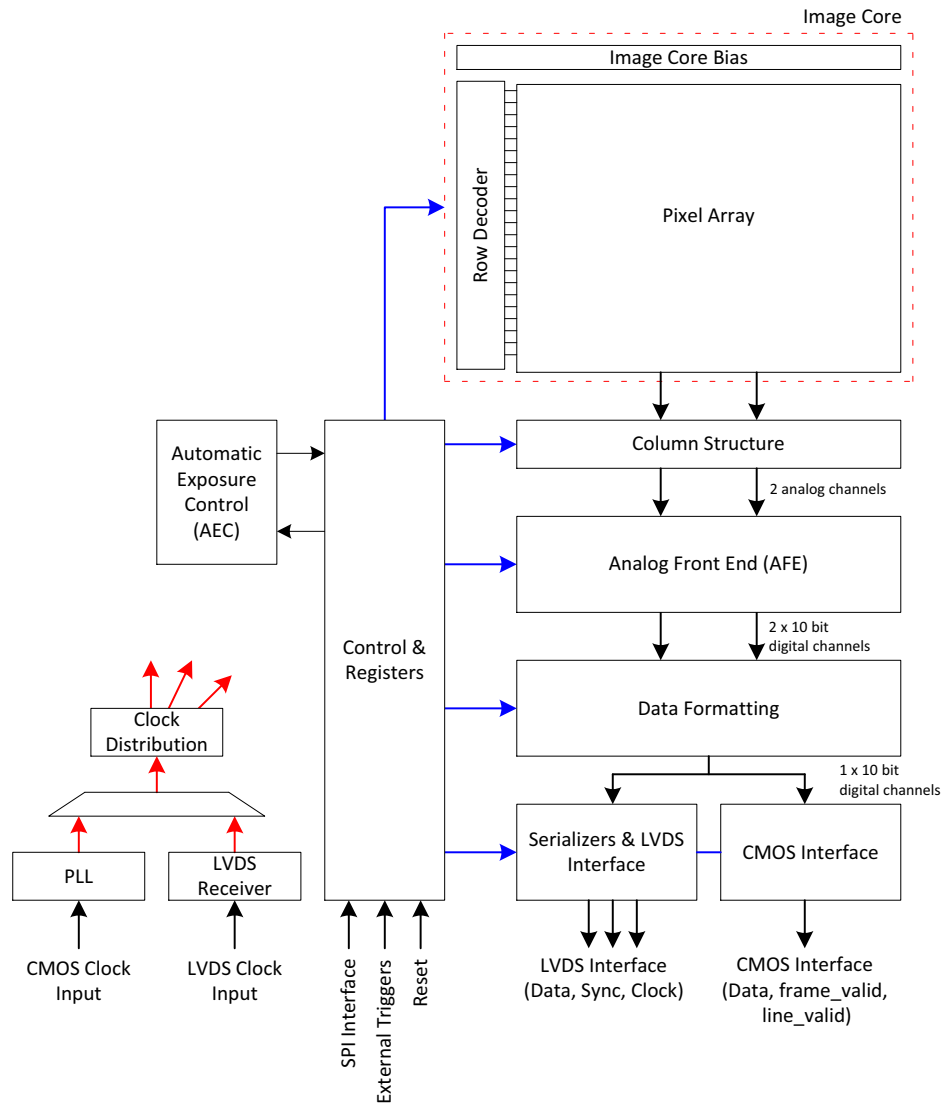 Image Core
Image Core Bias
Row Decoder
Pixel Array
Automatic
Exposure
Control
(AEC)
Column Structure
2 analog channels
Analog Front End (AFE)
2 x 10 bit
digital channels
Control &
Registers
Data Formatting
Clock
Distribution
1 x 10 bit
digital channels
PLL
LVDS
Receiver
Serializers & LVDS
Interface
CMOS Interface
CMOS Clock
Input
LVDS Clock
Input
SPI Interface
External Triggers
Reset
LVDS Interface
(Data, Sync, Clock)
CMOS Interface
(Data, frame_valid,
line_valid)